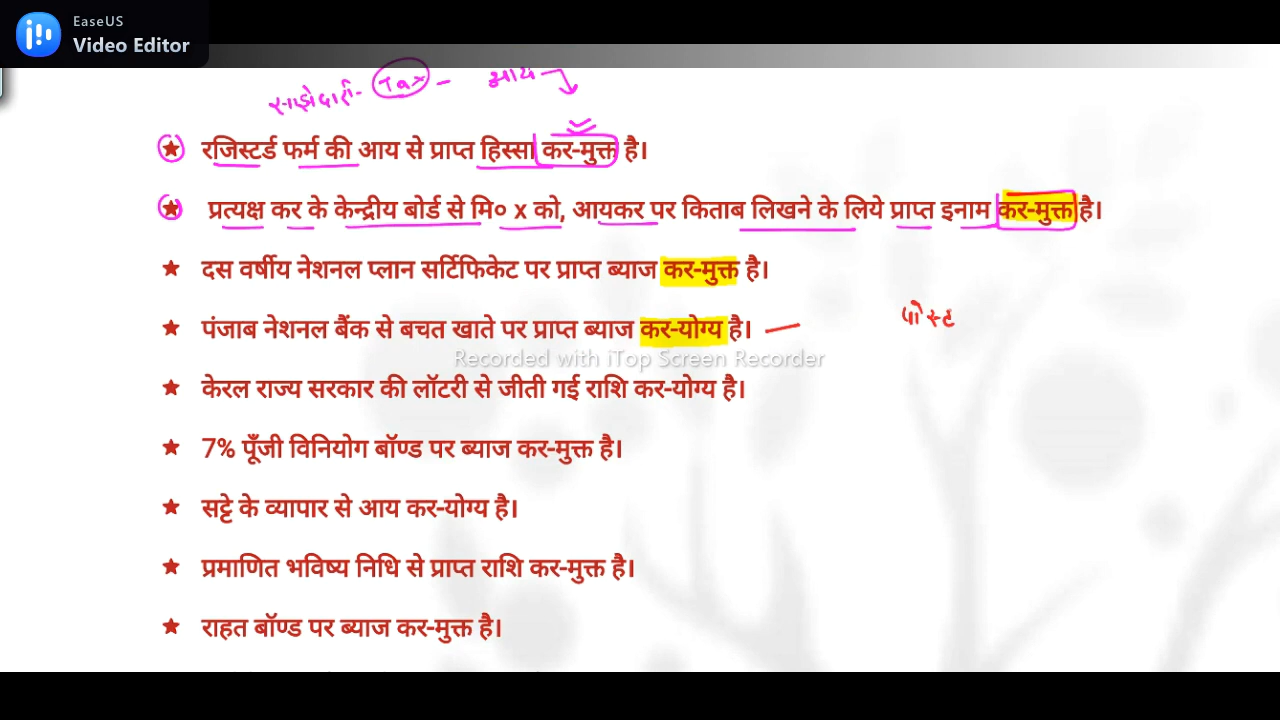 EaseUS
Video Editor
साझेदारी- Tax - आय
★ रजिस्टर्ड फर्म की आय से प्राप्त हिस्सा कर-मुक्त है।
★ प्रत्यक्ष कर के केन्द्रीय बोर्ड से मि० x को, आयकर पर किताब लिखने के लिये प्राप्त इनाम कर-मुक्त है।
★ दस वर्षीय नेशनल प्लान सर्टिफिकेट पर प्राप्त ब्याज कर-मुक्त है।
★ पंजाब नेशनल बैंक से बचत खाते पर प्राप्त ब्याज कर-योग्य है। — पोस्ट
Recorded with iTop Screen Recorder
★ केरल राज्य सरकार की लॉटरी से जीती गई राशि कर-योग्य है।
★ 7% पूँजी विनियोग बॉण्ड पर ब्याज कर-मुक्त है।
★ सट्टे के व्यापार से आय कर-योग्य है।
★ प्रमाणित भविष्य निधि से प्राप्त राशि कर-मुक्त है।
★ राहत बॉण्ड पर ब्याज कर-मुक्त है।